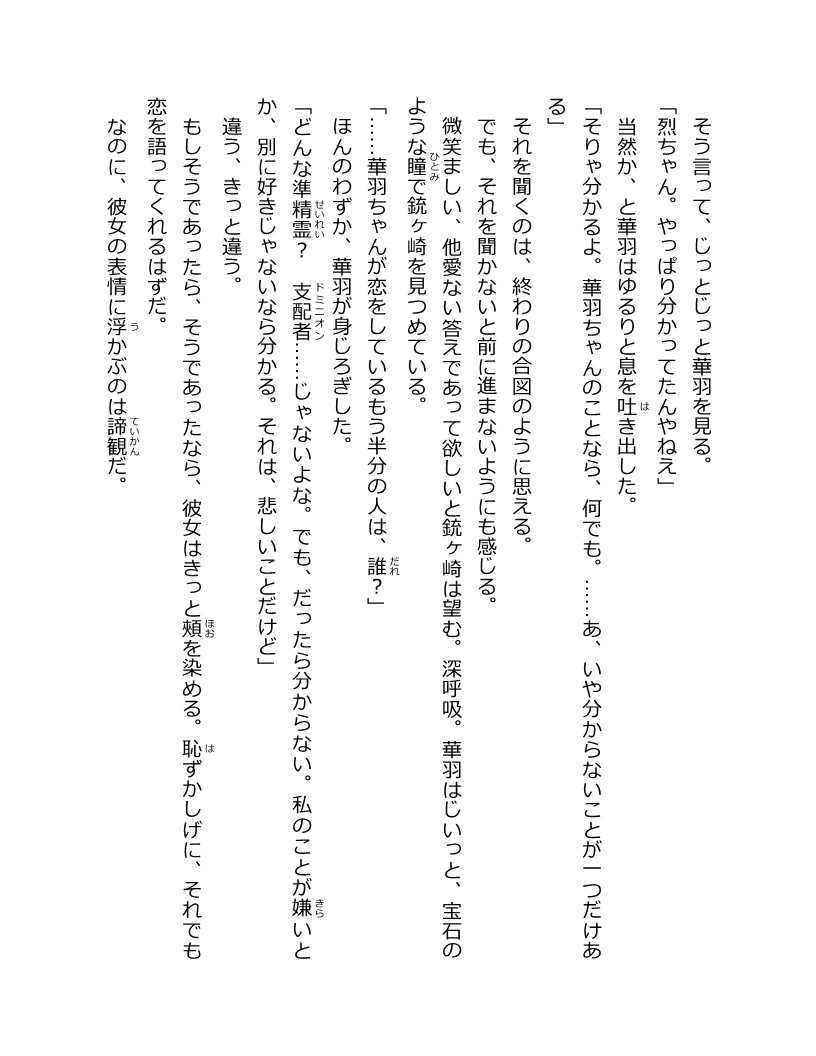 そう言って、じっとじっと華羽を見る。
「烈ちゃん。やっぱり分かってたんやねえ」
当然か、と華羽はゆるりと息を吐き出した。
「そりゃ分かるよ。華羽ちゃんのことなら、何でも。……あ、いや分からないことが一つだけあ
る」
それを聞くのは、終わりの合図のように思える。
でも、それを聞かないと前に進まないようにも感じる。
微笑ましい、他愛ない答えであって欲しいと銃ヶ崎は望む。深呼吸。華羽はじいっと、宝石の
ような瞳で銃ヶ崎を見つめている。
「……華羽ちゃんが恋をしているもう半分の人は、誰？」
ほんのわずか、華羽が身じろぎした。
「どんな準精霊？　支配者……じゃないよな。でも、だったら分からない。私のことが嫌いと
か、別に好きじゃないなら分かる。それは、悲しいことだけど」
違う、きっと違う。
もしそうであったら、そうであったなら、彼女はきっと頰を染める。恥ずかしげに、それでも
恋を語ってくれるはずだ。
なのに、彼女の表情に浮かぶのは諦観だ。